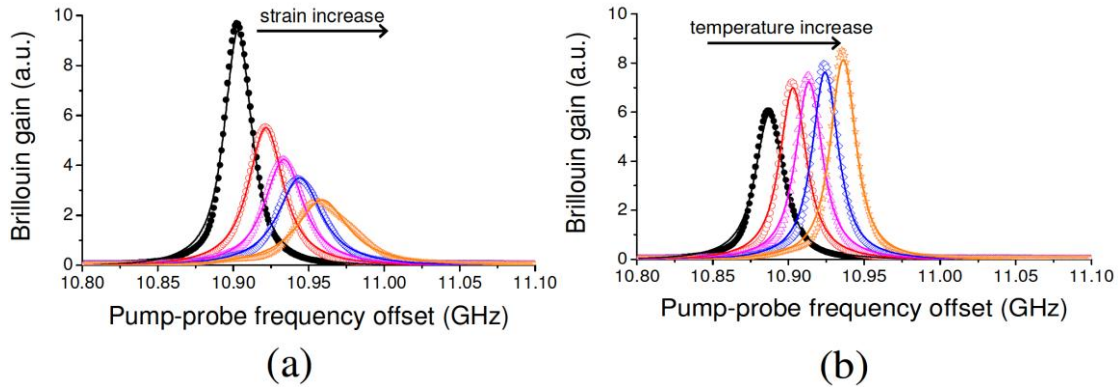 strain increase
Brillouin gain (a.u.)
10
8
6
4
2
0
10.80 10.85 10.90 10.95 11.00 11.05 11.10
Pump-probe frequency offset (GHz)
(a)
temperature increase
Brillouin gain (a.u.)
10
8
6
4
2
0
10.80 10.85 10.90 10.95 11.00 11.05 11.10
Pump-probe frequency offset (GHz)
(b)